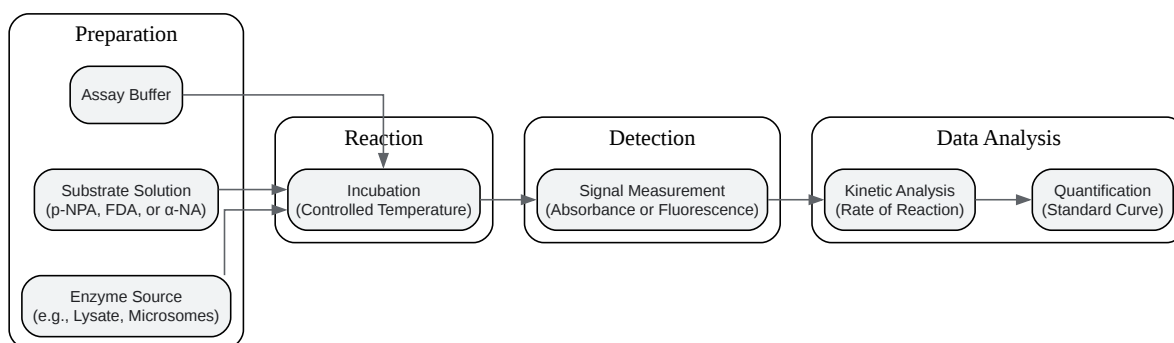 Preparation
Assay Buffer
Substrate Solution
(p-NPA, FDA, or α-NA)
Enzyme Source
(e.g., Lysate, Microsomes)
Reaction
Incubation
(Controlled Temperature)
Detection
Signal Measurement
(Absorbance or Fluorescence)
Data Analysis
Kinetic Analysis
(Rate of Reaction)
Quantification
(Standard Curve)